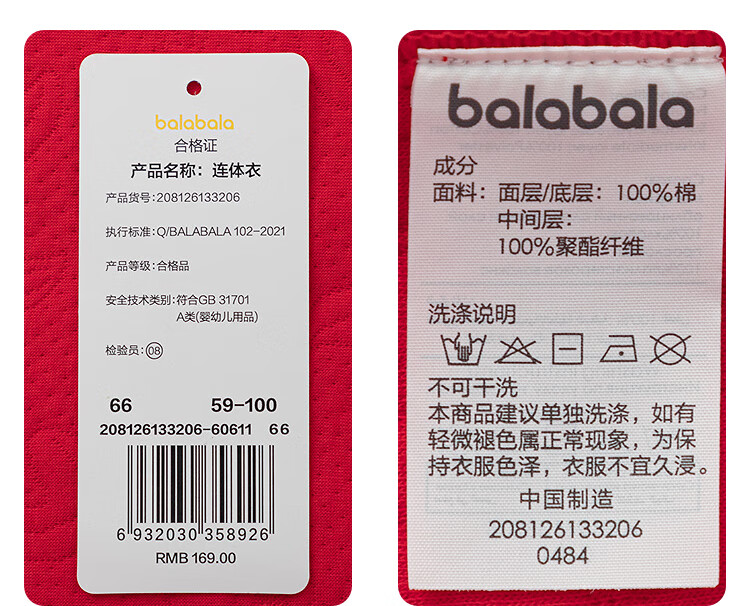 balabala
合格证
产品名称：连体衣
产品货号:208126133206
执行标准:Q/BALABALA 102-2021
产品等级:合格品
安全技术类别:符合GB 31701
A类(婴幼儿用品)
检验员:08
66 59-100
208126133206-60611 66
6 932030 358926
RMB 169.00
balabala
成分
面料：面层/底层：100%棉
中间层：
100%聚酯纤维
洗涤说明
不可干洗
本商品建议单独洗涤，如有
轻微褪色属正常现象，为保
持衣服色泽，衣服不宜久浸。
中国制造
208126133206
0484